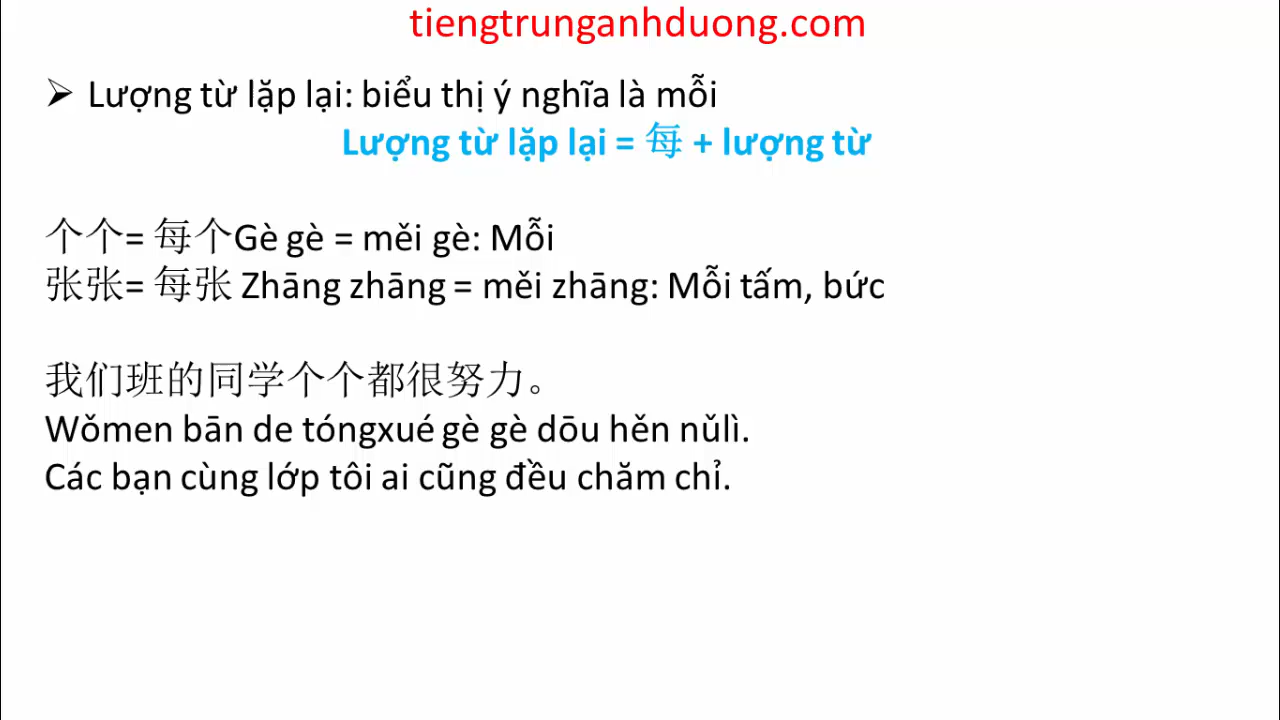 tiengtrunganhduong.com
➢ Lượng từ lặp lại: biểu thị ý nghĩa là mỗi
Lượng từ lặp lại = 每 + lượng từ
个个= 每个Gè gè = měi gè: Mỗi
张张= 每张 Zhāng zhāng = měi zhāng: Mỗi tấm, bức
我们班的同学个个都很努力。
Wǒmen bān de tóngxué gè gè dōu hěn nǔlì.
Các bạn cùng lớp tôi ai cũng đều chăm chỉ.